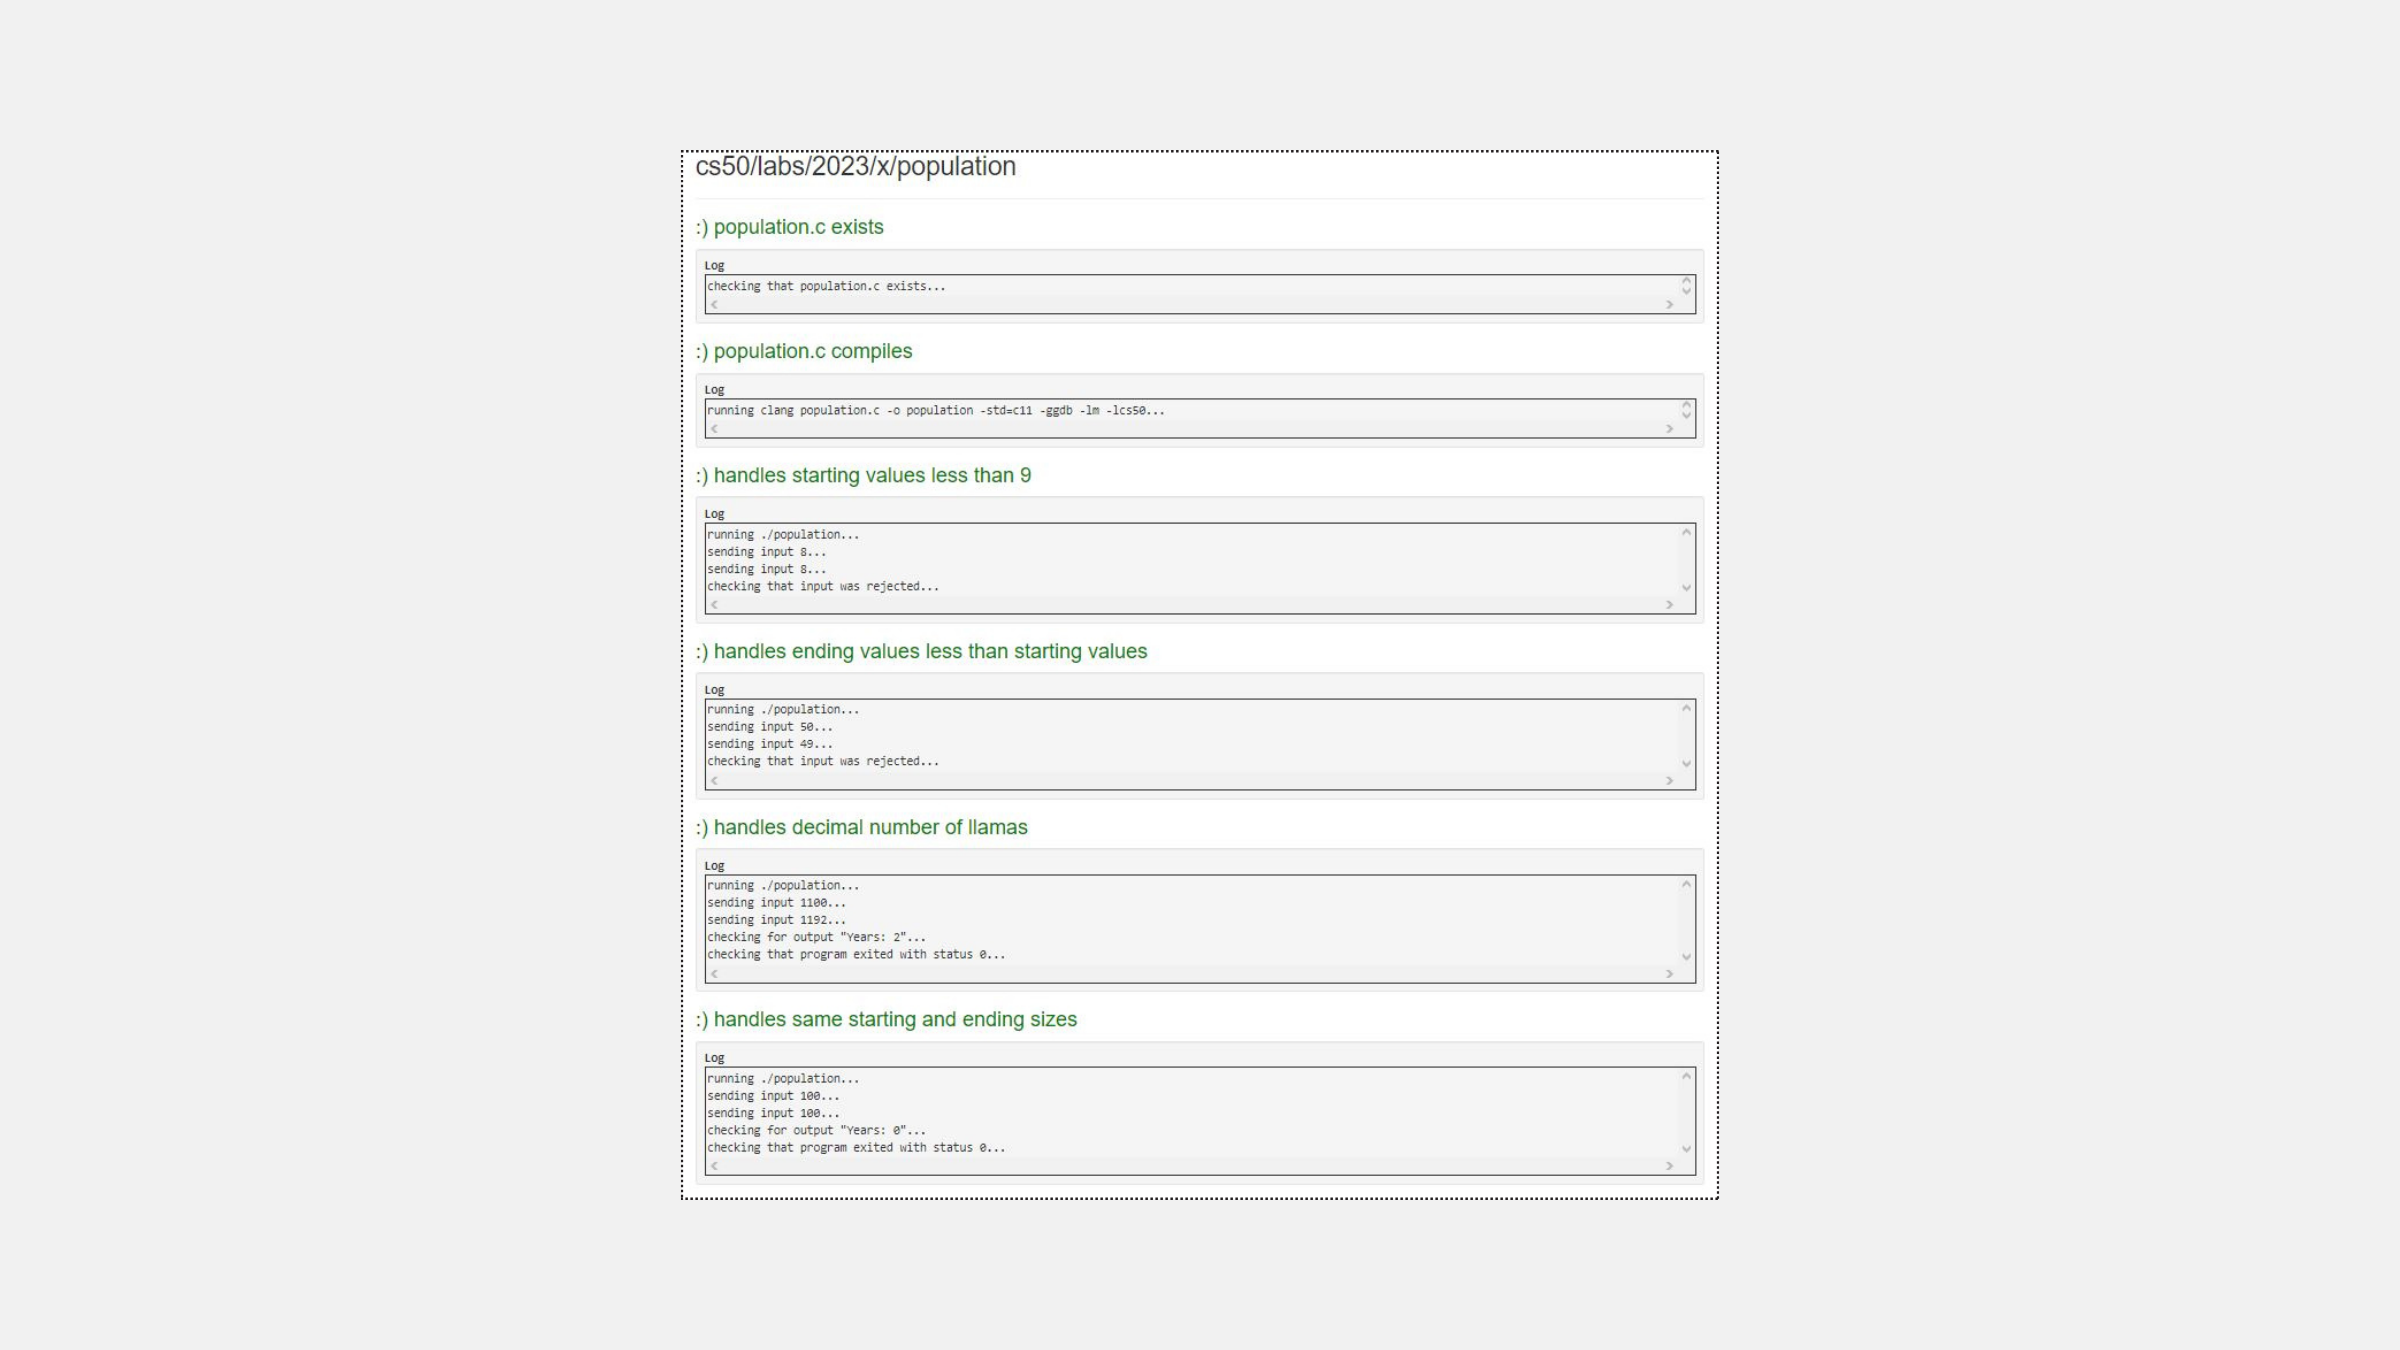 cs50/labs/2023/x/population
:) population.c exists
Log
checking that population.c exists...
:) population.c compiles
Log
running clang population.c -o population -std=c11 -ggdb -lm -lcs50...
:) handles starting values less than 9
Log
running ./population...
sending input 8...
sending input 8...
checking that input was rejected...
:) handles ending values less than starting values
Log
running ./population...
sending input 50...
sending input 49...
checking that input was rejected...
:) handles decimal number of llamas
Log
running ./population...
sending input 1100...
sending input 1192...
checking for output "Years: 2"...
checking that program exited with status 0...
:) handles same starting and ending sizes
Log
running ./population...
sending input 100...
sending input 100...
checking for output "Years: 0"...
checking that program exited with status 0...